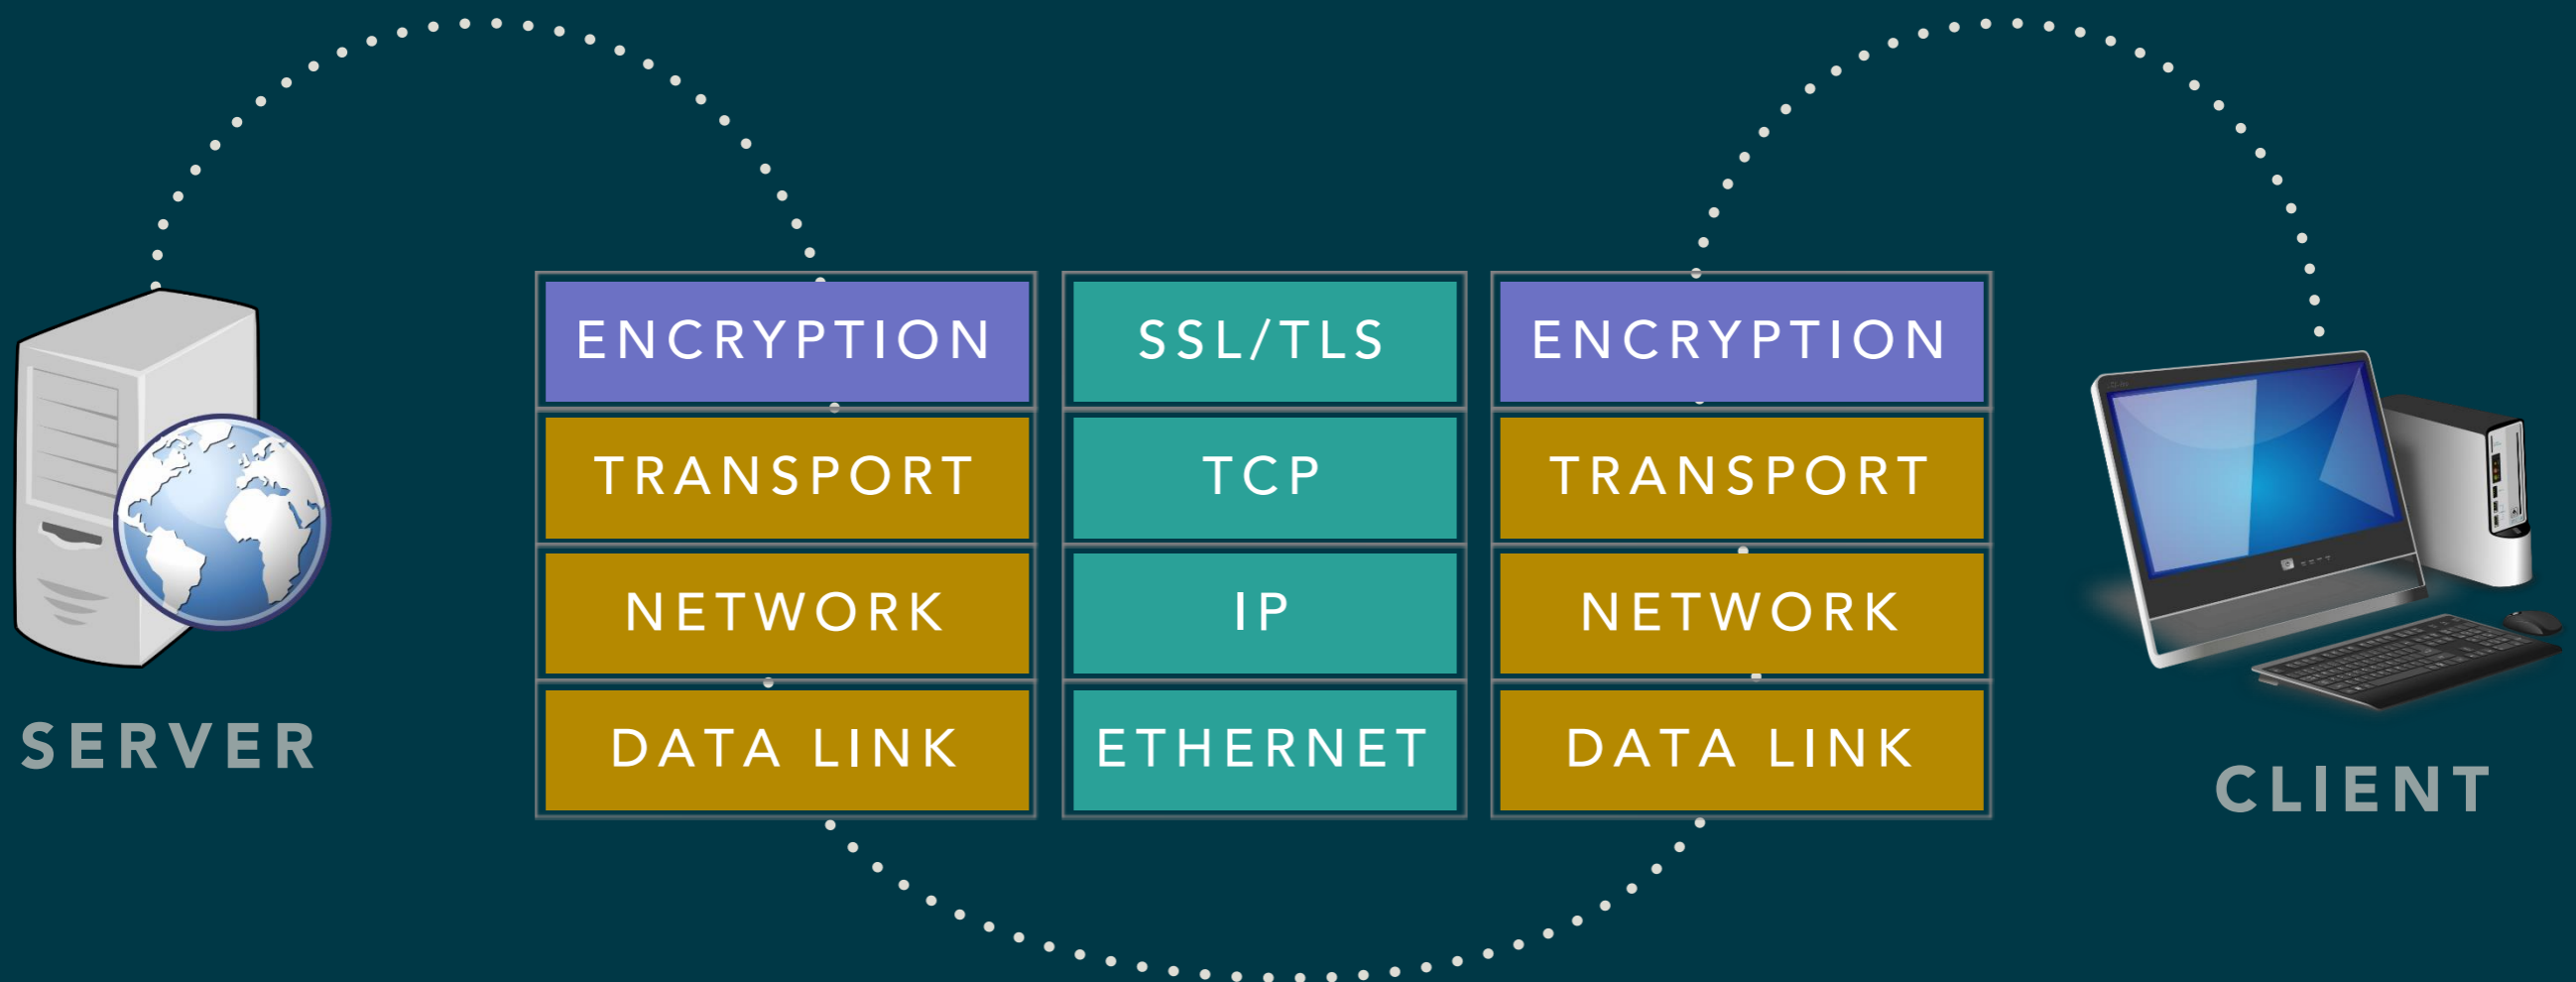 ENCRYPTION SSL/TLS ENCRYPTION
TRANSPORT TCP TRANSPORT
NETWORK IP NETWORK
DATA LINK ETHERNET DATA LINK
SERVER
CLIENT